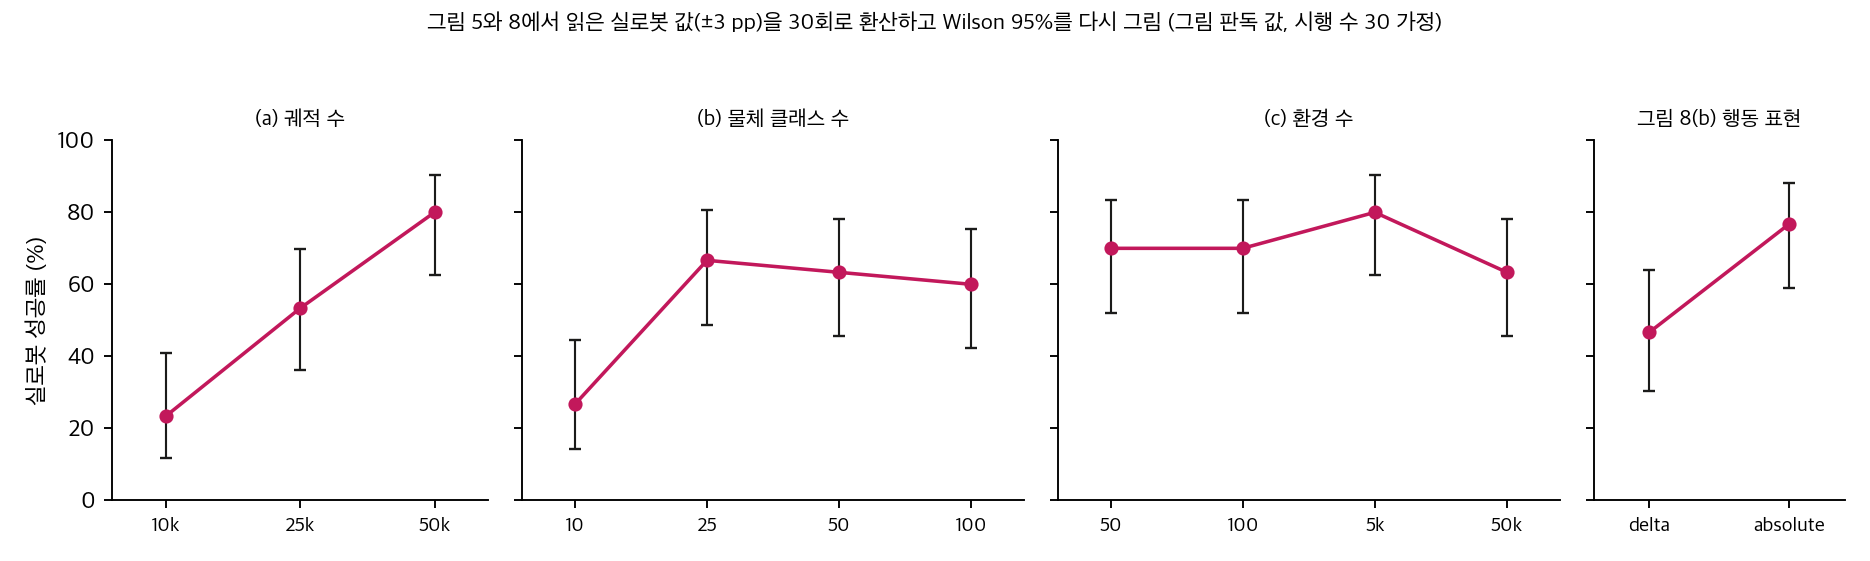 그림 5와 8에서 읽은 실로봇 값(±3 pp)을 30회로 환산하고 Wilson 95%를 다시 그림 (그림 판독 값, 시행 수 30 가정)
(a) 궤적 수
(b) 물체 클래스 수
(c) 환경 수
그림 8(b) 행동 표현
실로봇 성공률 (%)
100
80
60
40
20
0
10k 25k 50k
10 25 50 100
50 100 5k 50k
delta absolute